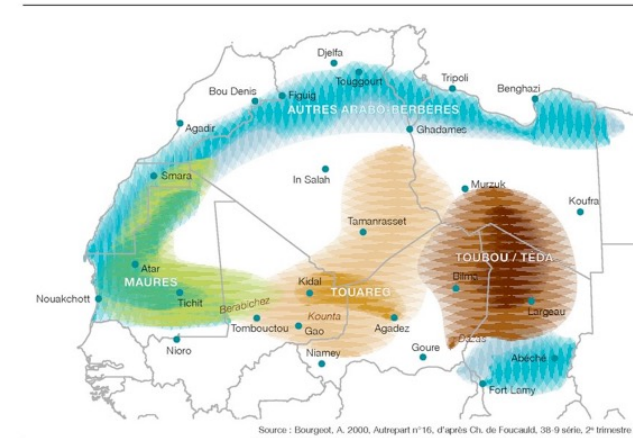 Djelfa
Touggourt
Tripoli
Bou Denis
Figuig
Benghazi
AUTRES ARABO-BERBÈRES
Agadir
Ghadames
Smara
In Salah
Murzuk
Koufra
Tamanrasset
TOUBOU / TEDA
Atar
Bilma
MAURES
Kidal
TOUAREG
Nouakchott
Tichit
Berabichez
Largeau
Kounta
Tombouctou
Gao
Agadez
Nioro
Niamey
Goure
Abéché
Fort Lamy
Source : Bourgeot, A. 2000, Autrepart n°16, d'après Ch. de Foucauld, 38-9 série, 2e trimestre